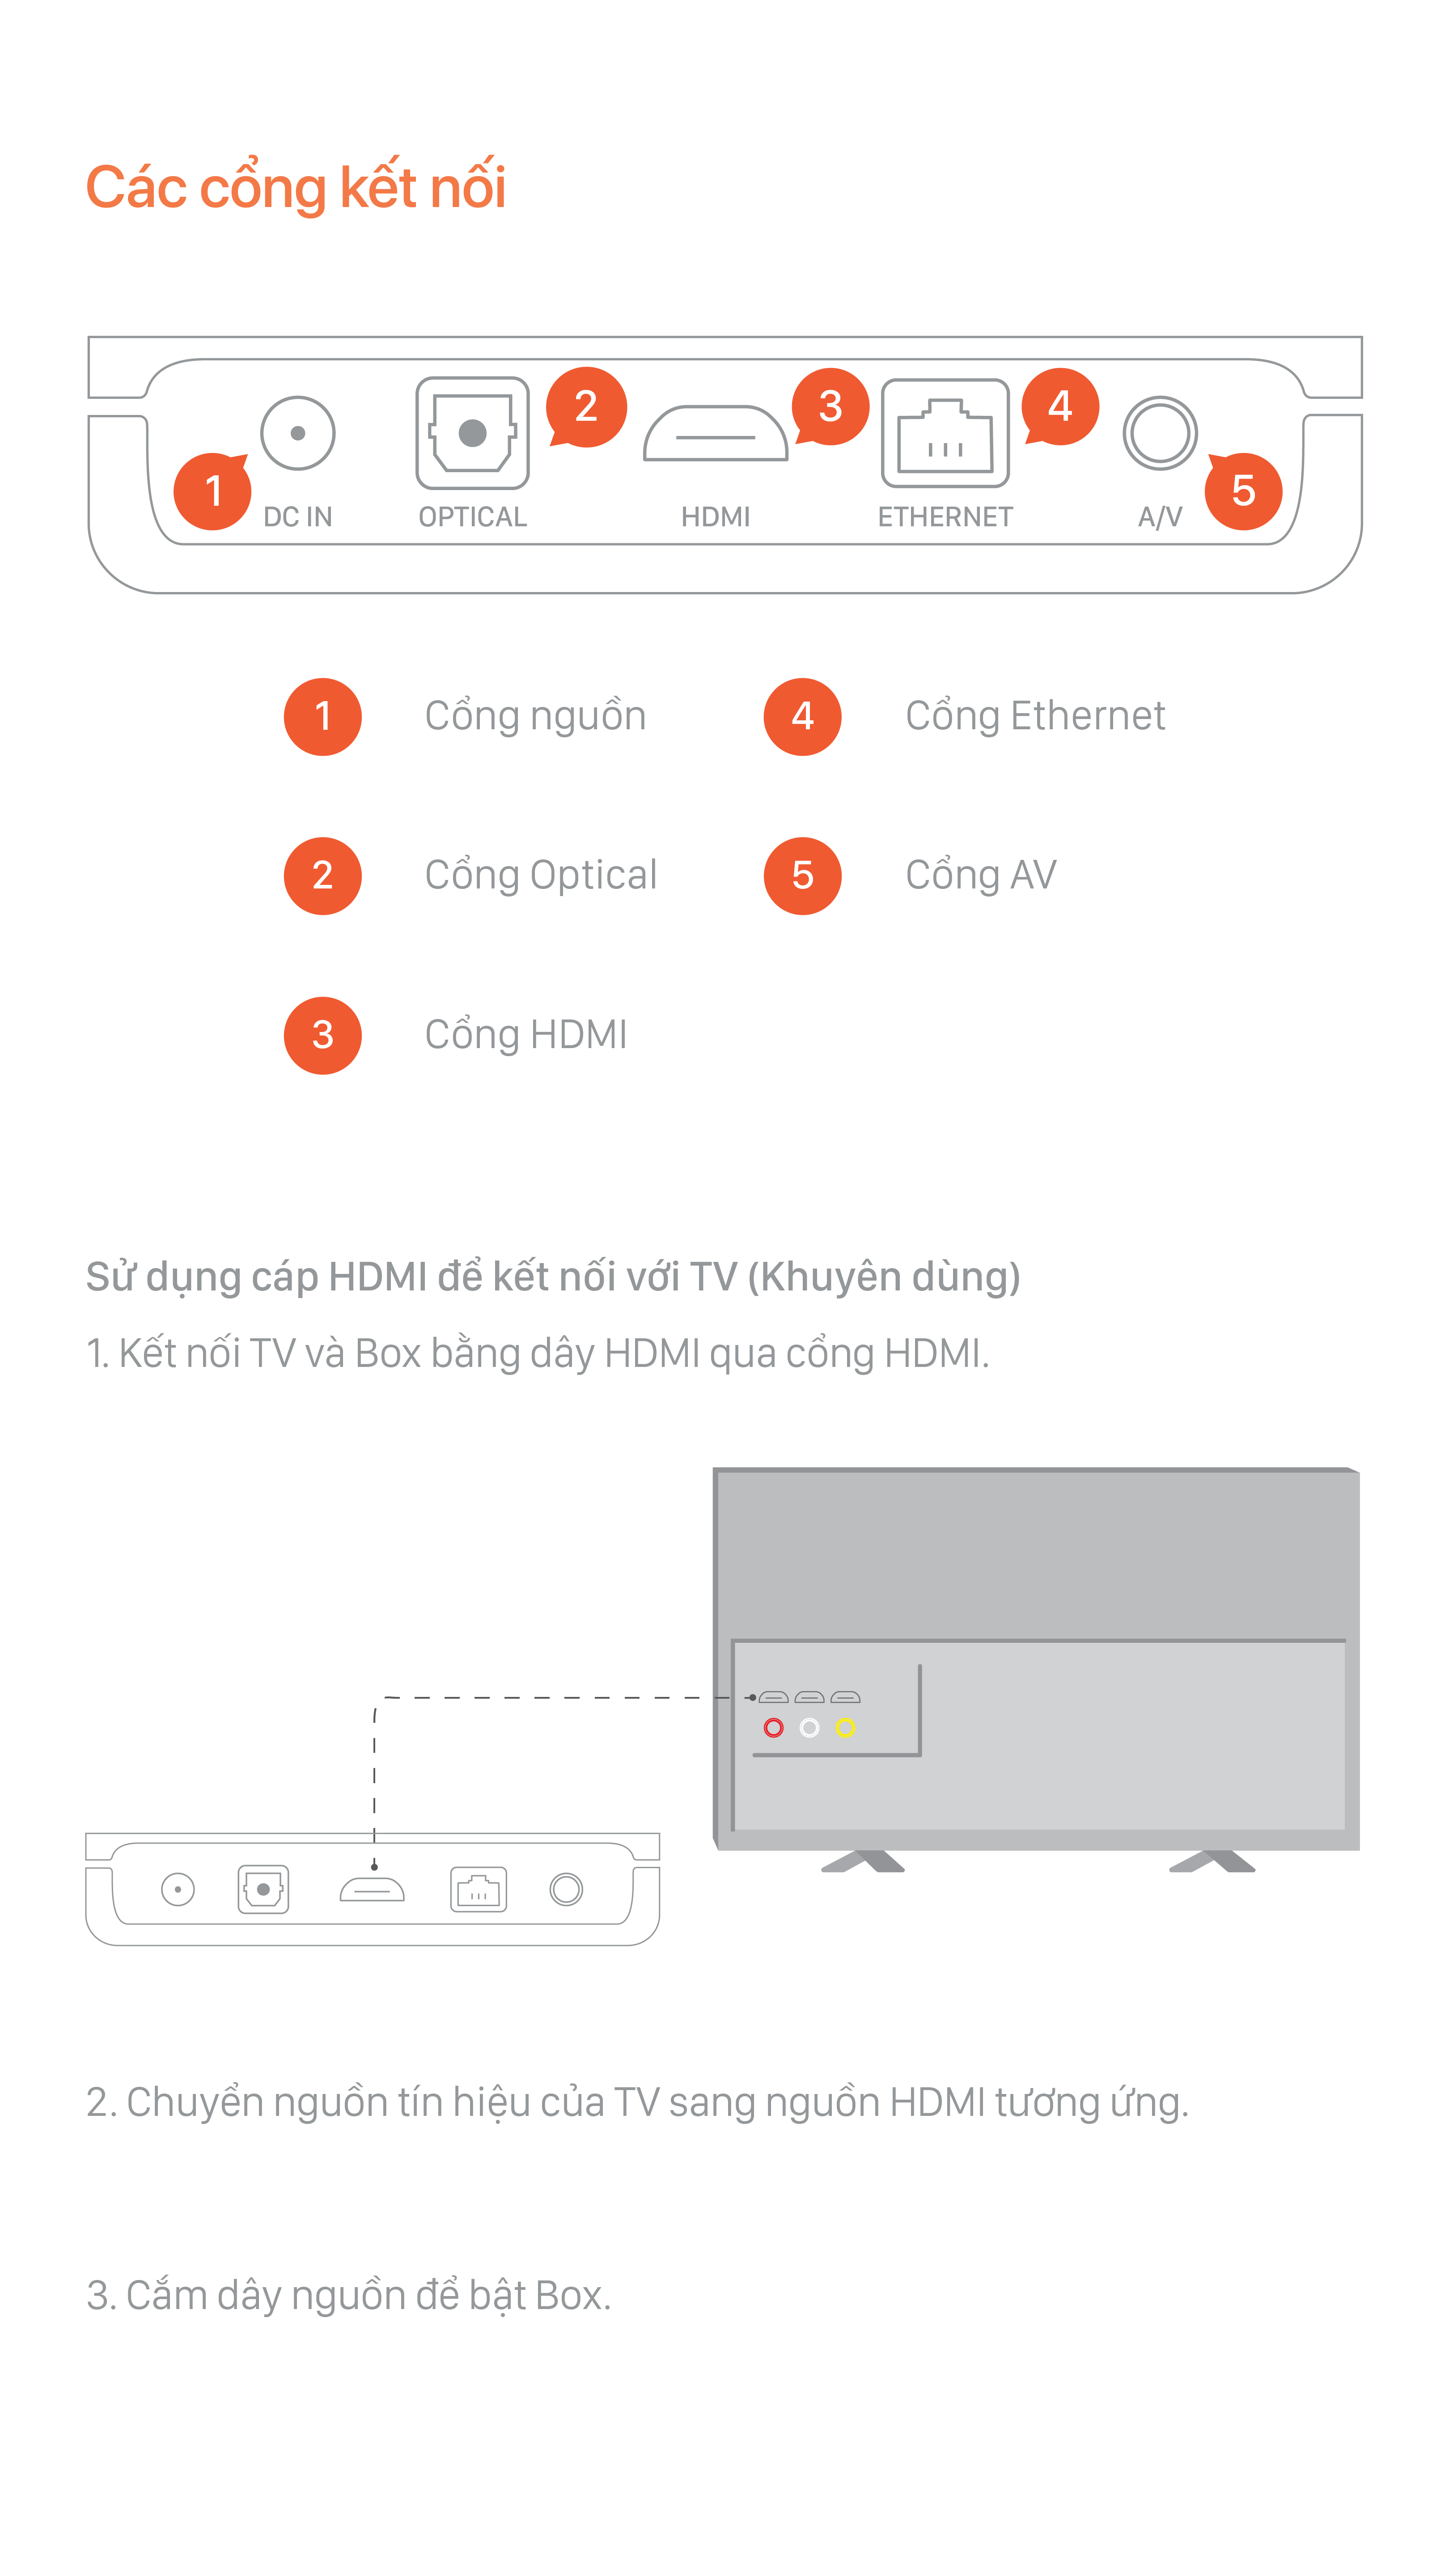 Các cổng kết nối
2
3
4
1
5
DC IN
OPTICAL
HDMI
ETHERNET
A/V
1 Cổng nguồn
4 Cổng Ethernet
2 Cổng Optical
5 Cổng AV
3 Cổng HDMI
Sử dụng cáp HDMI để kết nối với TV (Khuyên dùng)
1. Kết nối TV và Box bằng dây HDMI qua cổng HDMI.
2. Chuyển nguồn tín hiệu của TV sang nguồn HDMI tương ứng.
3. Cắm dây nguồn để bật Box.